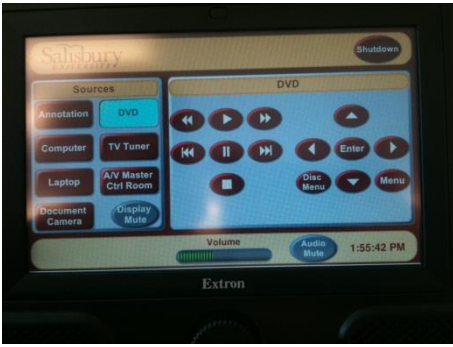 Salisbury
UNIVERSITY
Shutdown
Sources
Annotation
DVD
Computer
TV Tuner
Laptop
A/V Master
Ctrl Room
Document
Camera
Display
Mute
DVD
Enter
Disc
Menu
Menu
Volume
Audio
Mute
1:55:42 PM
Extron